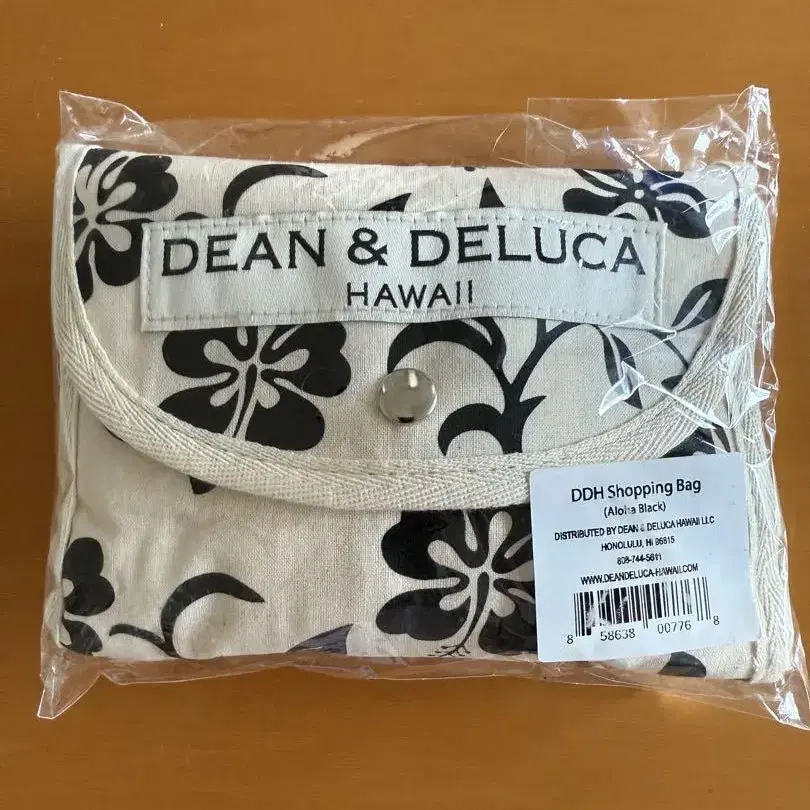 DEAN & DELUCA
HAWAII
DDH Shopping Bag
(Aloha Black)
DISTRIBUTED BY DEAN & DELUCA HAWAII LLC
HONOLULU, HI 96815
808-744-5611
WWW.DEANDELUCA-HAWAII.COM
8 58638 00776 8